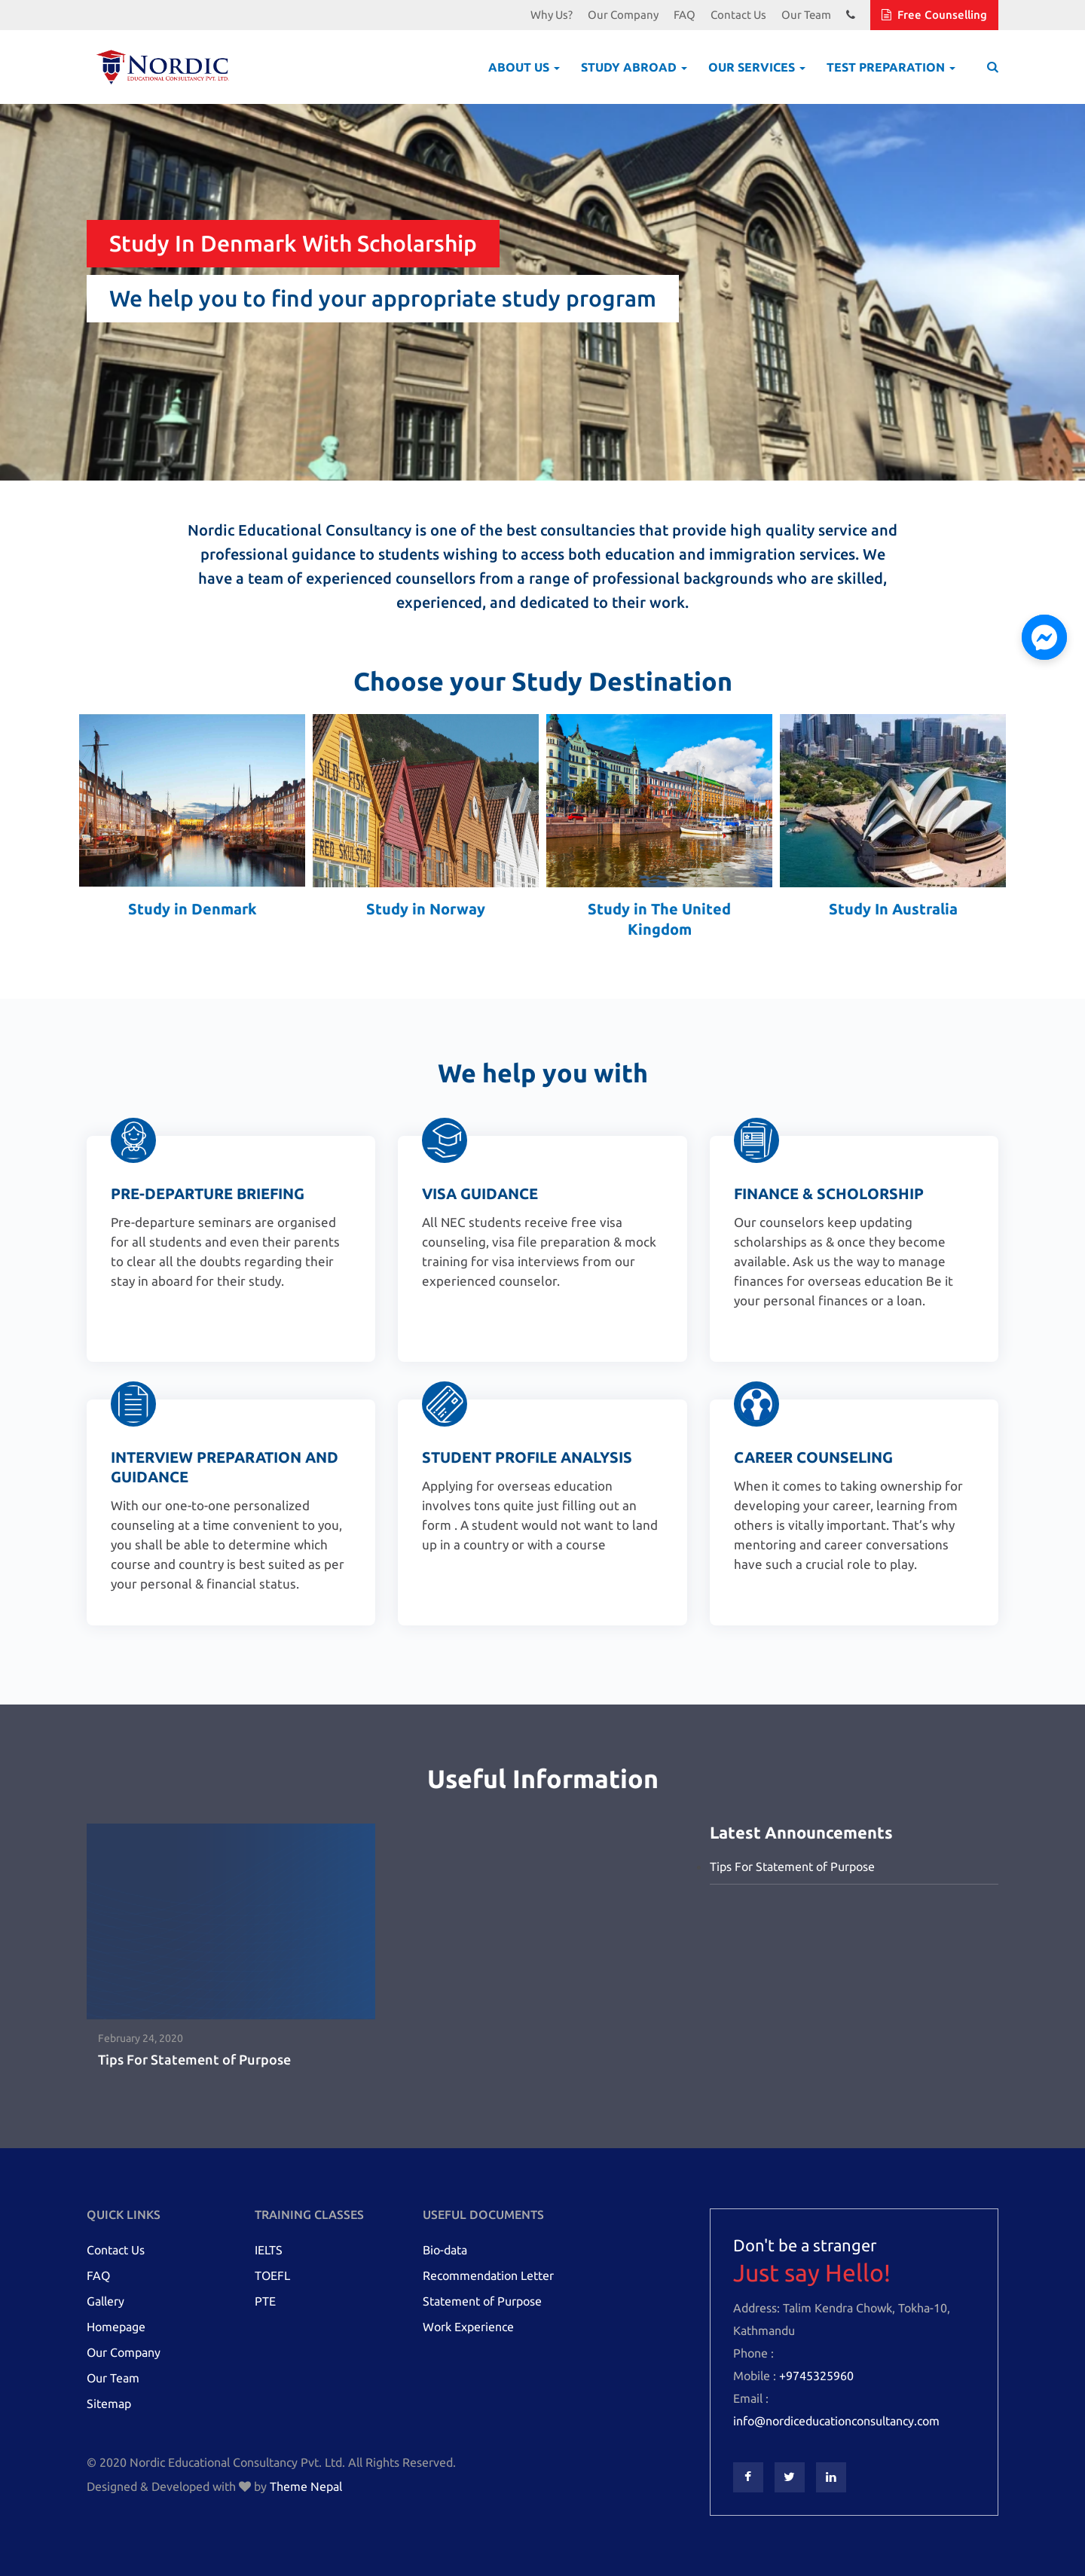 Why Us? Our Company FAQ Contact Us Our Team Free Counselling
NORDIC
EDUCATIONAL CONSULTANCY PVT. LTD.
ABOUT US STUDY ABROAD OUR SERVICES TEST PREPARATION
Study In Denmark With Scholarship
We help you to find your appropriate study program
Nordic Educational Consultancy is one of the best consultancies that provide high quality service and
professional guidance to students wishing to access both education and immigration services. We
have a team of experienced counsellors from a range of professional backgrounds who are skilled,
experienced, and dedicated to their work.
Choose your Study Destination
Study in Denmark
Study in Norway
Study in The United
Kingdom
Study In Australia
We help you with
PRE-DEPARTURE BRIEFING
Pre-departure seminars are organised
for all students and even their parents
to clear all the doubts regarding their
stay in aboard for their study.
VISA GUIDANCE
All NEC students receive free visa
counseling, visa file preparation & mock
training for visa interviews from our
experienced counselor.
FINANCE & SCHOLORSHIP
Our counselors keep updating
scholarships as & once they become
available. Ask us the way to manage
finances for overseas education Be it
your personal finances or a loan.
INTERVIEW PREPARATION AND
GUIDANCE
With our one-to-one personalized
counseling at a time convenient to you,
you shall be able to determine which
course and country is best suited as per
your personal & financial status.
STUDENT PROFILE ANALYSIS
Applying for overseas education
involves tons quite just filling out an
form . A student would not want to land
up in a country or with a course
CAREER COUNSELING
When it comes to taking ownership for
developing your career, learning from
others is vitally important. That's why
mentoring and career conversations
have such a crucial role to play.
Useful Information
February 24, 2020
Tips For Statement of Purpose
Latest Announcements
Tips For Statement of Purpose
QUICK LINKS
Contact Us
FAQ
Gallery
Homepage
Our Company
Our Team
Sitemap
TRAINING CLASSES
IELTS
TOEFL
PTE
USEFUL DOCUMENTS
Bio-data
Recommendation Letter
Statement of Purpose
Work Experience
Don't be a stranger
Just say Hello!
Address: Talim Kendra Chowk, Tokha-10,
Kathmandu
Phone :
Mobile : +9745325960
Email :
info@nordiceducationconsultancy.com
© 2020 Nordic Educational Consultancy Pvt. Ltd. All Rights Reserved.
Designed & Developed with by Theme Nepal